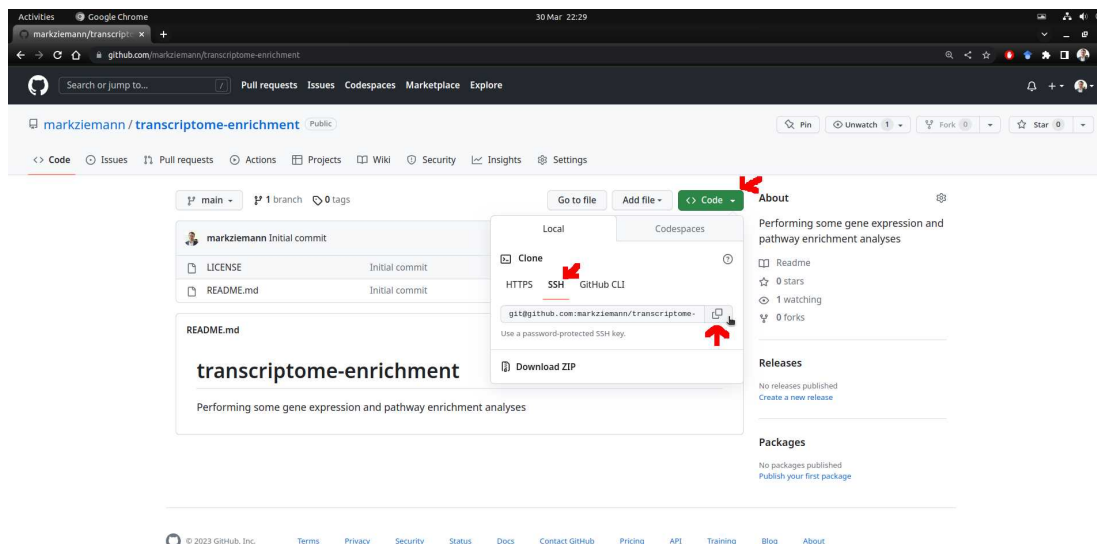 Activities Google Chrome 30 Mar 22:29
markziemann/transcript
github.com/markziemann/transcriptome-enrichment
Search or jump to... / Pull requests Issues Codespaces Marketplace Explore
markziemann / transcriptome-enrichment Public Pin Unwatch 1 Fork 0 Star 0
Code Issues Pull requests Actions Projects Wiki Security Insights Settings
main 1 branch 0 tags Go to file Add file Code
markziemann Initial commit
LICENSE Initial commit
README.md Initial commit
Local Codespaces
Clone
HTTPS SSH GitHub CLI
git@github.com:markziemann/transcriptome-
Use a password-protected SSH key.
Download ZIP
README.md
transcriptome-enrichment
Performing some gene expression and pathway enrichment analyses
About
Performing some gene expression and
pathway enrichment analyses
Readme
0 stars
1 watching
0 forks
Releases
No releases published
Create a new release
Packages
No packages published
Publish your first package
© 2023 GitHub, Inc. Terms Privacy Security Status Docs Contact GitHub Pricing API Training Blog About